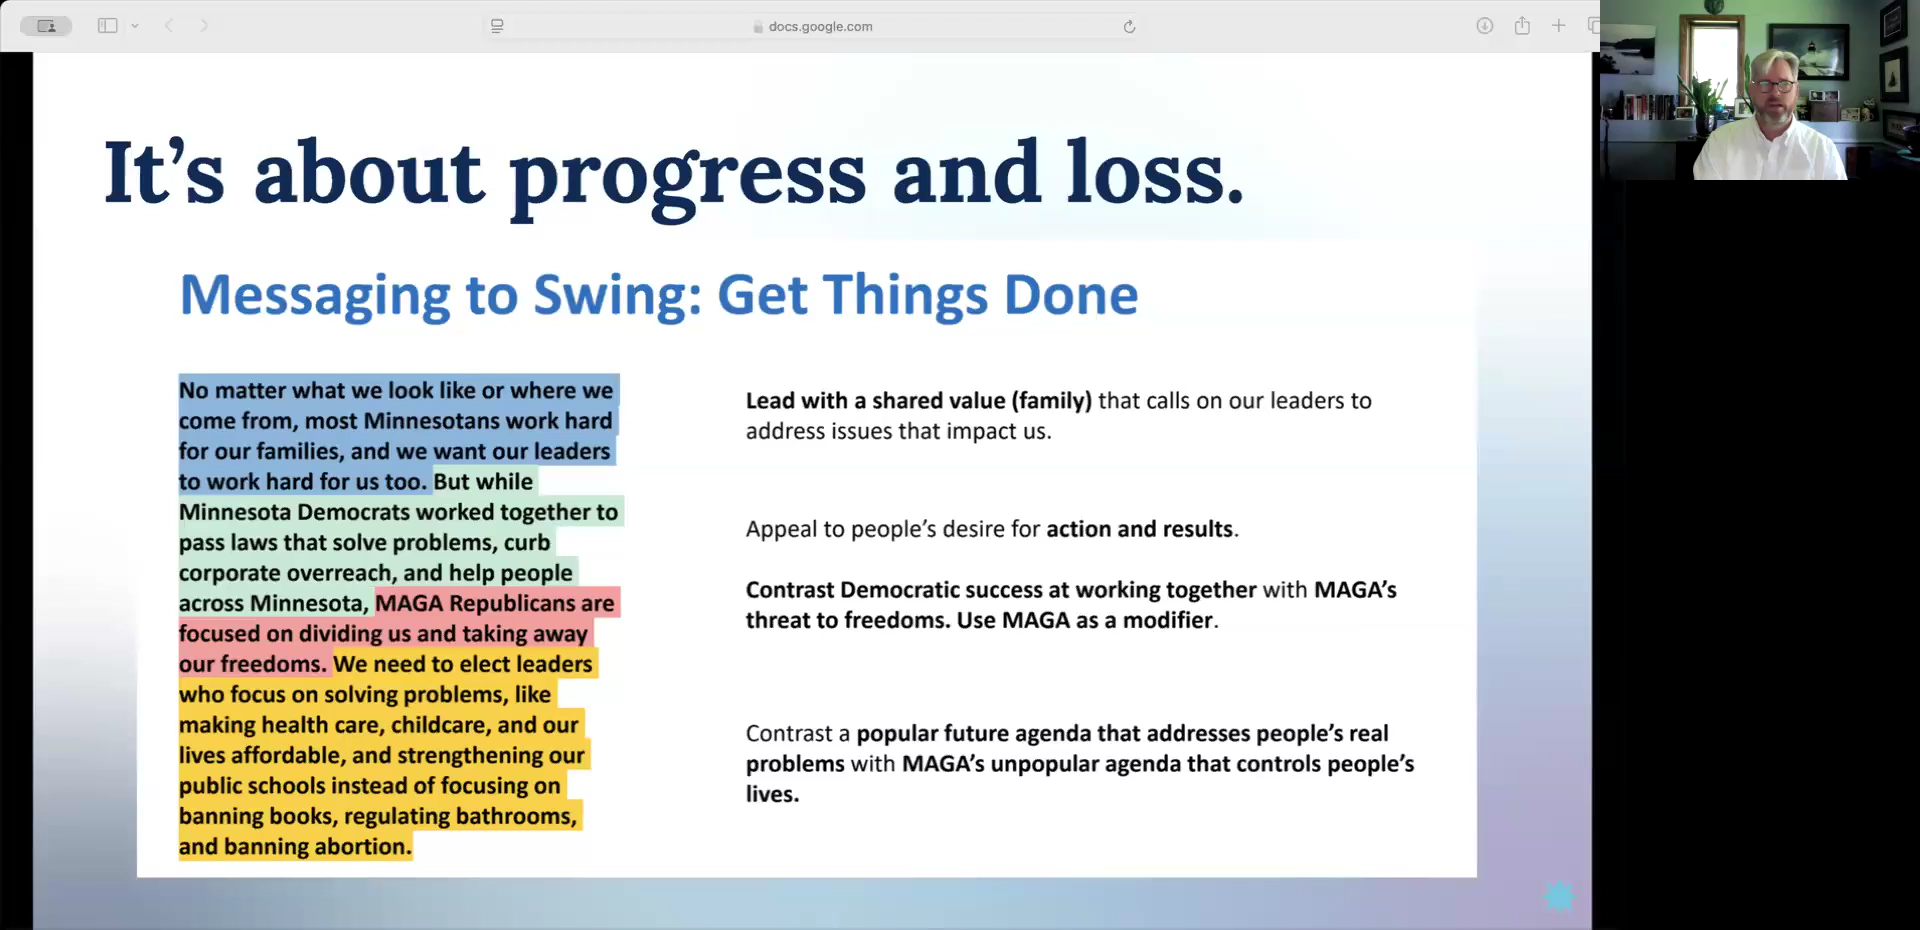 docs.google.com
It’s about progress and loss.
Messaging to Swing: Get Things Done
No matter what we look like or where we
come from, most Minnesotans work hard
for our families, and we want our leaders
to work hard for us too. But while
Minnesota Democrats worked together to
pass laws that solve problems, curb
corporate overreach, and help people
across Minnesota, MAGA Republicans are
focused on dividing us and taking away
our freedoms. We need to elect leaders
who focus on solving problems, like
making health care, childcare, and our
lives affordable, and strengthening our
public schools instead of focusing on
banning books, regulating bathrooms,
and banning abortion.
Lead with a shared value (family) that calls on our leaders to
address issues that impact us.
Appeal to people’s desire for action and results.
Contrast Democratic success at working together with MAGA’s
threat to freedoms. Use MAGA as a modifier.
Contrast a popular future agenda that addresses people’s real
problems with MAGA’s unpopular agenda that controls people’s
lives.